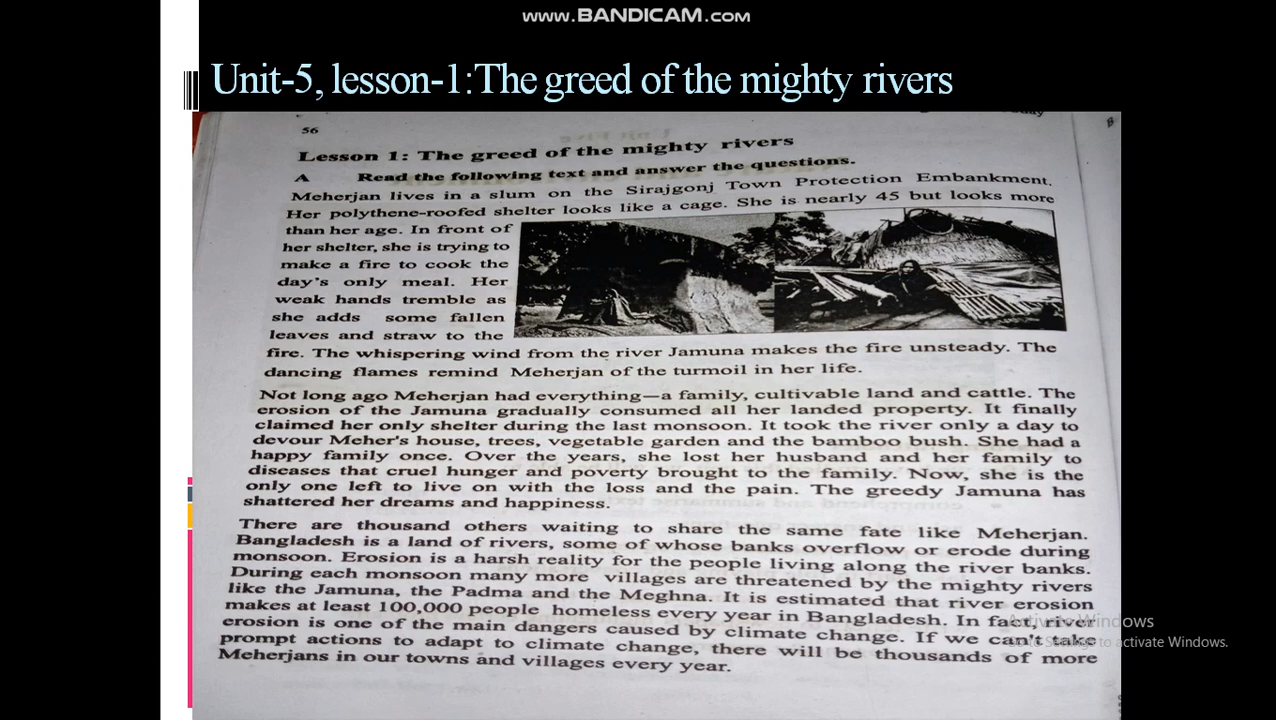 www.BANDICAM.com
Unit-5, lesson-1:The greed of the mighty rivers
56
Lesson 1: The greed of the mighty rivers
A Read the following text and answer the questions.
Meherjan lives in a slum on the Sirajgonj Town Protection Embankment.
Her polythene-roofed shelter looks like a cage. She is nearly 45 but looks more
than her age. In front of
her shelter, she is trying to
make a fire to cook the
day's only meal. Her
weak hands tremble as
she adds some fallen
leaves and straw to the
fire. The whispering wind from the river Jamuna makes the fire unsteady. The
dancing flames remind Meherjan of the turmoil in her life.
Not long ago Meherjan had everything—a family, cultivable land and cattle. The
erosion of the Jamuna gradually consumed all her landed property. It finally
claimed her only shelter during the last monsoon. It took the river only a day to
devour Meher's house, trees, vegetable garden and the bamboo bush. She had a
happy family once. Over the years, she lost her husband and her family to
diseases that cruel hunger and poverty brought to the family. Now, she is the
only one left to live on with the loss and the pain. The greedy Jamuna has
shattered her dreams and happiness.
There are thousand others waiting to share the same fate like Meherjan.
Bangladesh is a land of rivers, some of whose banks overflow or erode during
monsoon. Erosion is a harsh reality for the people living along the river banks.
During each monsoon many more villages are threatened by the mighty rivers
like the Jamuna, the Padma and the Meghna. It is estimated that river erosion
makes at least 100,000 people homeless every year in Bangladesh. In fact, river
erosion is one of the main dangers caused by climate change. If we can't take
prompt actions to adapt to climate change, there will be thousands of more
Meherjans in our towns and villages every year.
Activate Windows
Go to Settings to activate Windows.